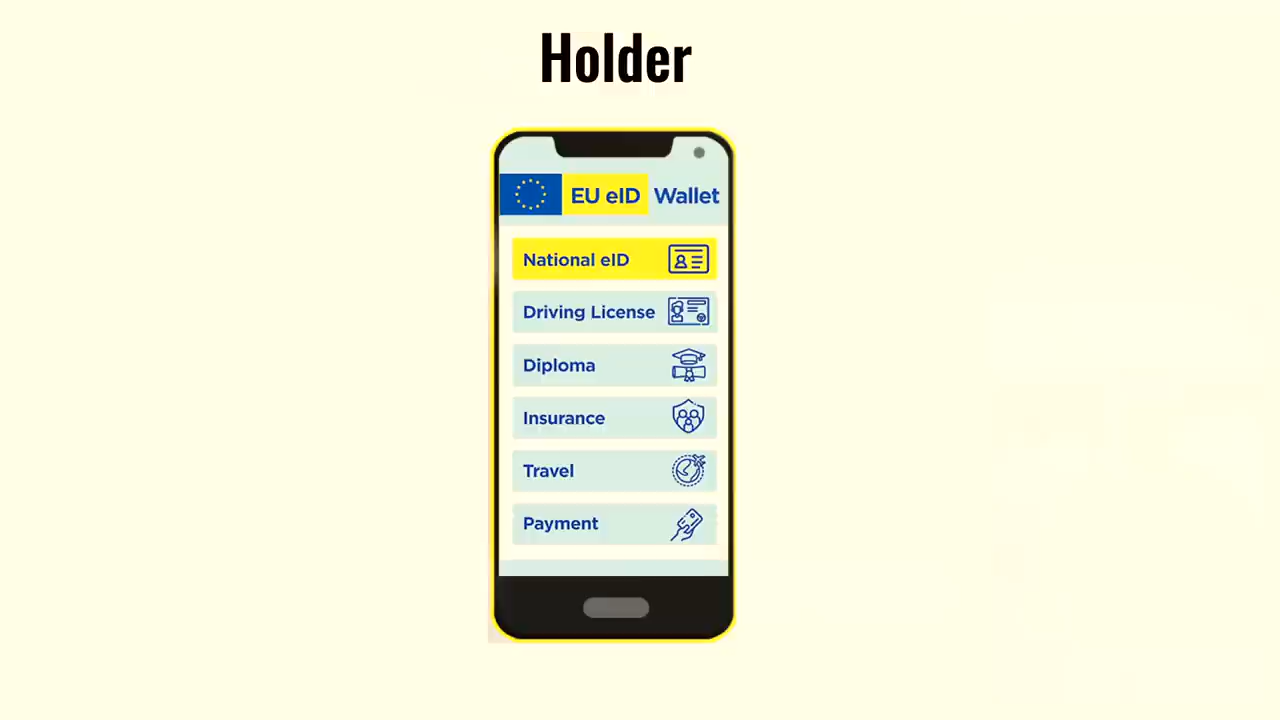 Holder
EU eID Wallet
National eID
Driving License
Diploma
Insurance
Travel
Payment